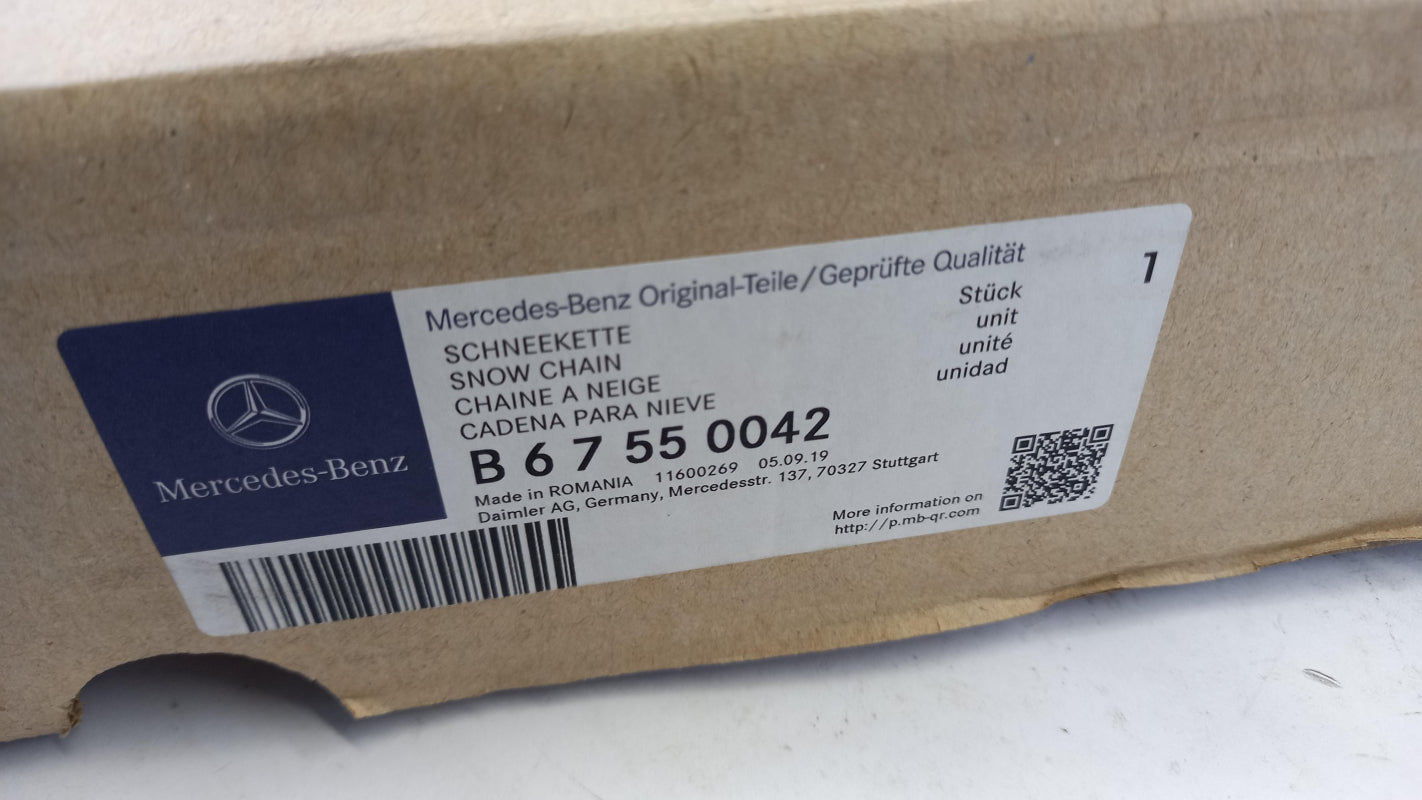 Mercedes-Benz
Mercedes-Benz Original-Teile/Geprüfte Qualität
SCHNEEKETTE
SNOW CHAIN
CHAINE A NEIGE
CADENA PARA NIEVE
Stück
unit
unité
unidad
1
B 6 7 55 0042
Made in ROMANIA 11600269 05.09.19
Daimler AG, Germany, Mercedesstr. 137, 70327 Stuttgart
More information on
http://p.mb-qr.com